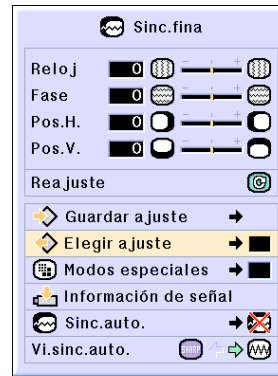 Sinc.fina
Reloj 0 - +
Fase 0 - +
Pos.H. 0 - +
Pos.V. 0 - +
Reajuste
Guardar ajuste
Elegir ajuste
Modos especiales
Información de señal
Sinc.auto.
Vi.sinc.auto. SHARP